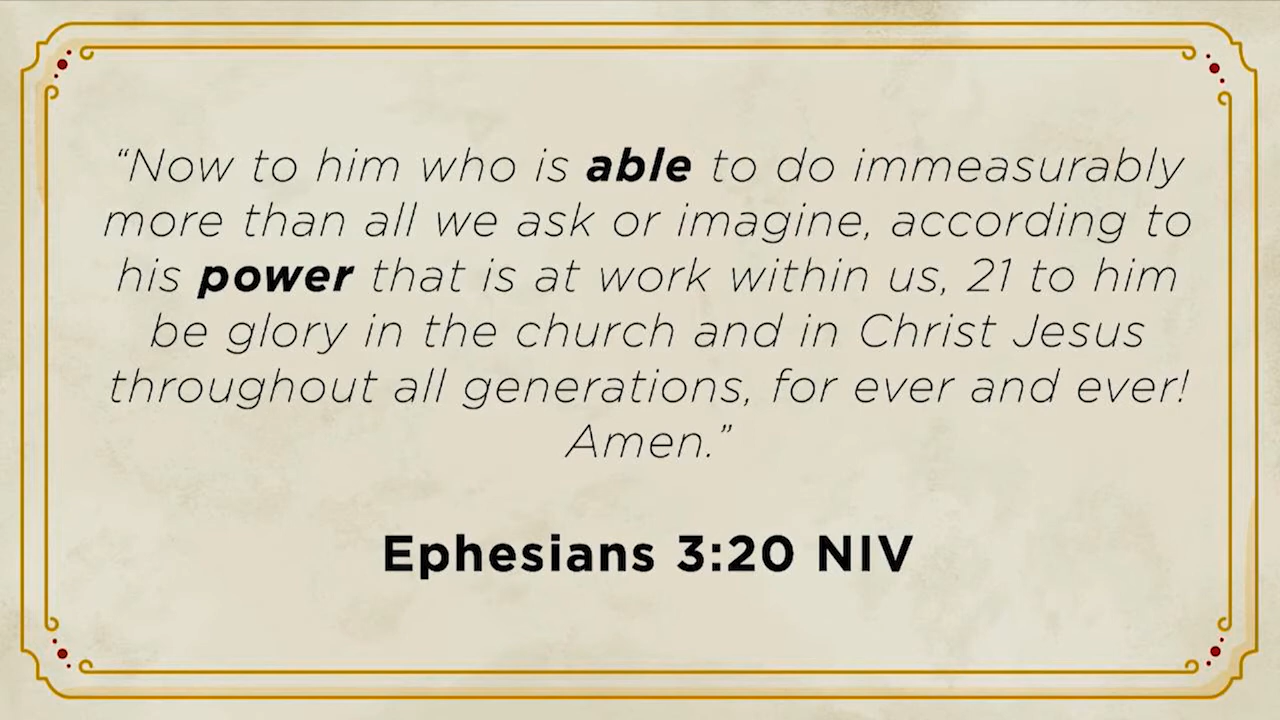 “Now to him who is able to do immeasurably
more than all we ask or imagine, according to
his power that is at work within us, 21 to him
be glory in the church and in Christ Jesus
throughout all generations, for ever and ever!
Amen.”
Ephesians 3:20 NIV